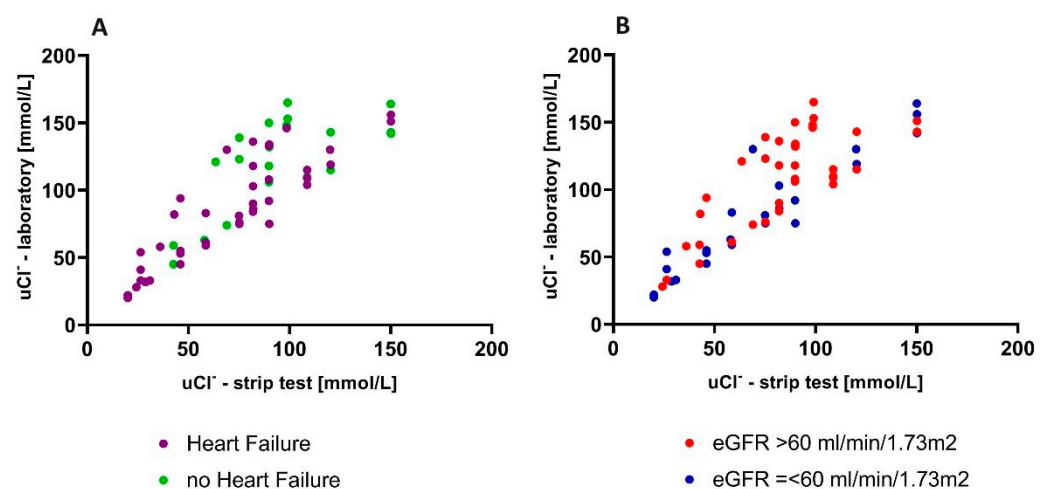 A
200
150
100
50
0
uCl⁻ - laboratory [mmol/L]
0 50 100 150 200
uCl⁻ - strip test [mmol/L]
Heart Failure
no Heart Failure
B
200
150
100
50
0
uCl⁻ - laboratory [mmol/L]
0 50 100 150 200
uCl⁻ - strip test [mmol/L]
eGFR >60 ml/min/1.73m2
eGFR =<60 ml/min/1.73m2